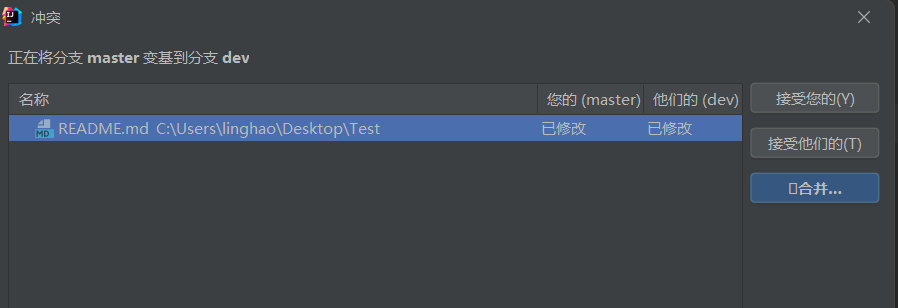 冲突
正在将分支 master 变基到分支 dev
名称 您的 (master) 他们的 (dev)
README.md C:\Users\linghao\Desktop\Test 已修改 已修改
接受您的(Y)
接受他们的(T)
合并...